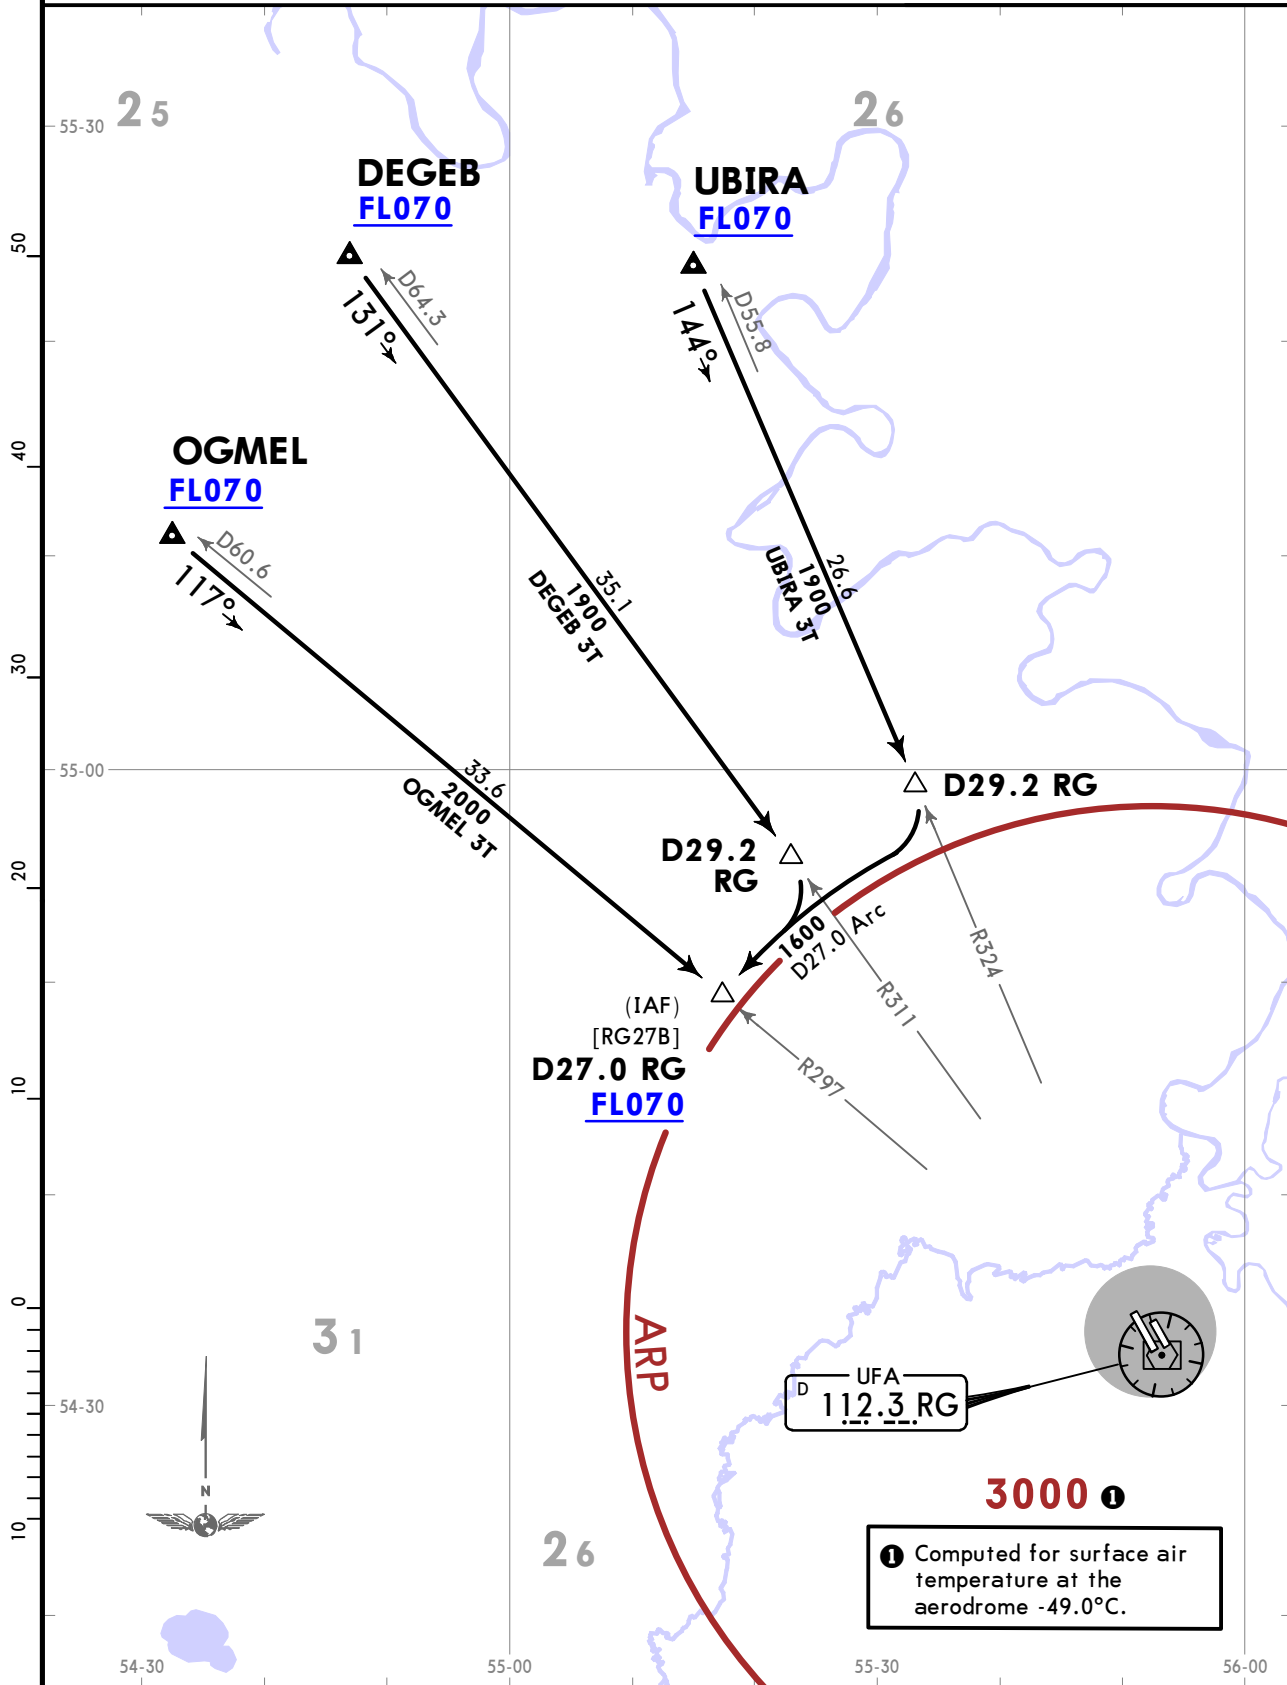 25
26
55-30
DEGEB
FL070
UBIRA
FL070
50
D64.3
131°
D55.8
144°
40
OGMEL
FL070
D60.6
117°
35.1
1900
DEGEB 3T
26.6
1900
UBIRA 3T
30
55-00
33.6
2000
OGMEL 3T
D29.2 RG
D29.2
RG
20
1600
D27.0 Arc
R324
R311
R297
(IAF)
[RG27B]
D27.0 RG
FL070
10
0
31
ARP
UFA
D 112.3 RG
54-30
N
10
3000 1
26
1 Computed for surface air
temperature at the
aerodrome -49.0°C.
54-30
55-00
55-30
56-00